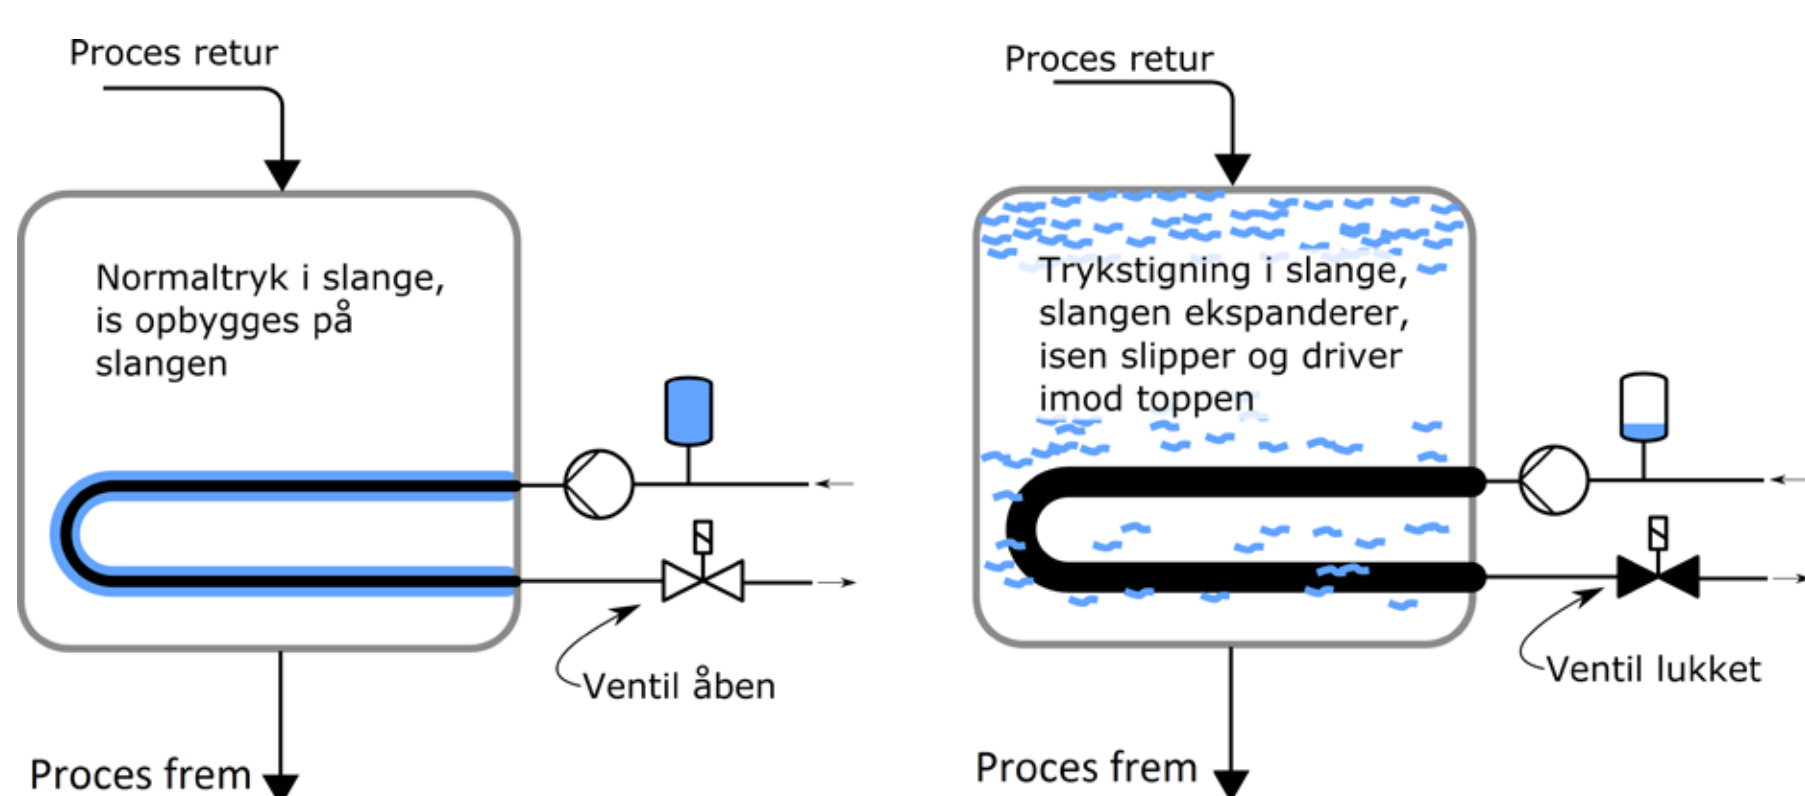 Proces retur
Normaltryk i slange,
is opbygges på
slangen
Ventil åben
Proces frem
Proces retur
Trykstigning i slange,
slangen ekspanderer,
isen slipper og driver
imod toppen
Ventil lukket
Proces frem